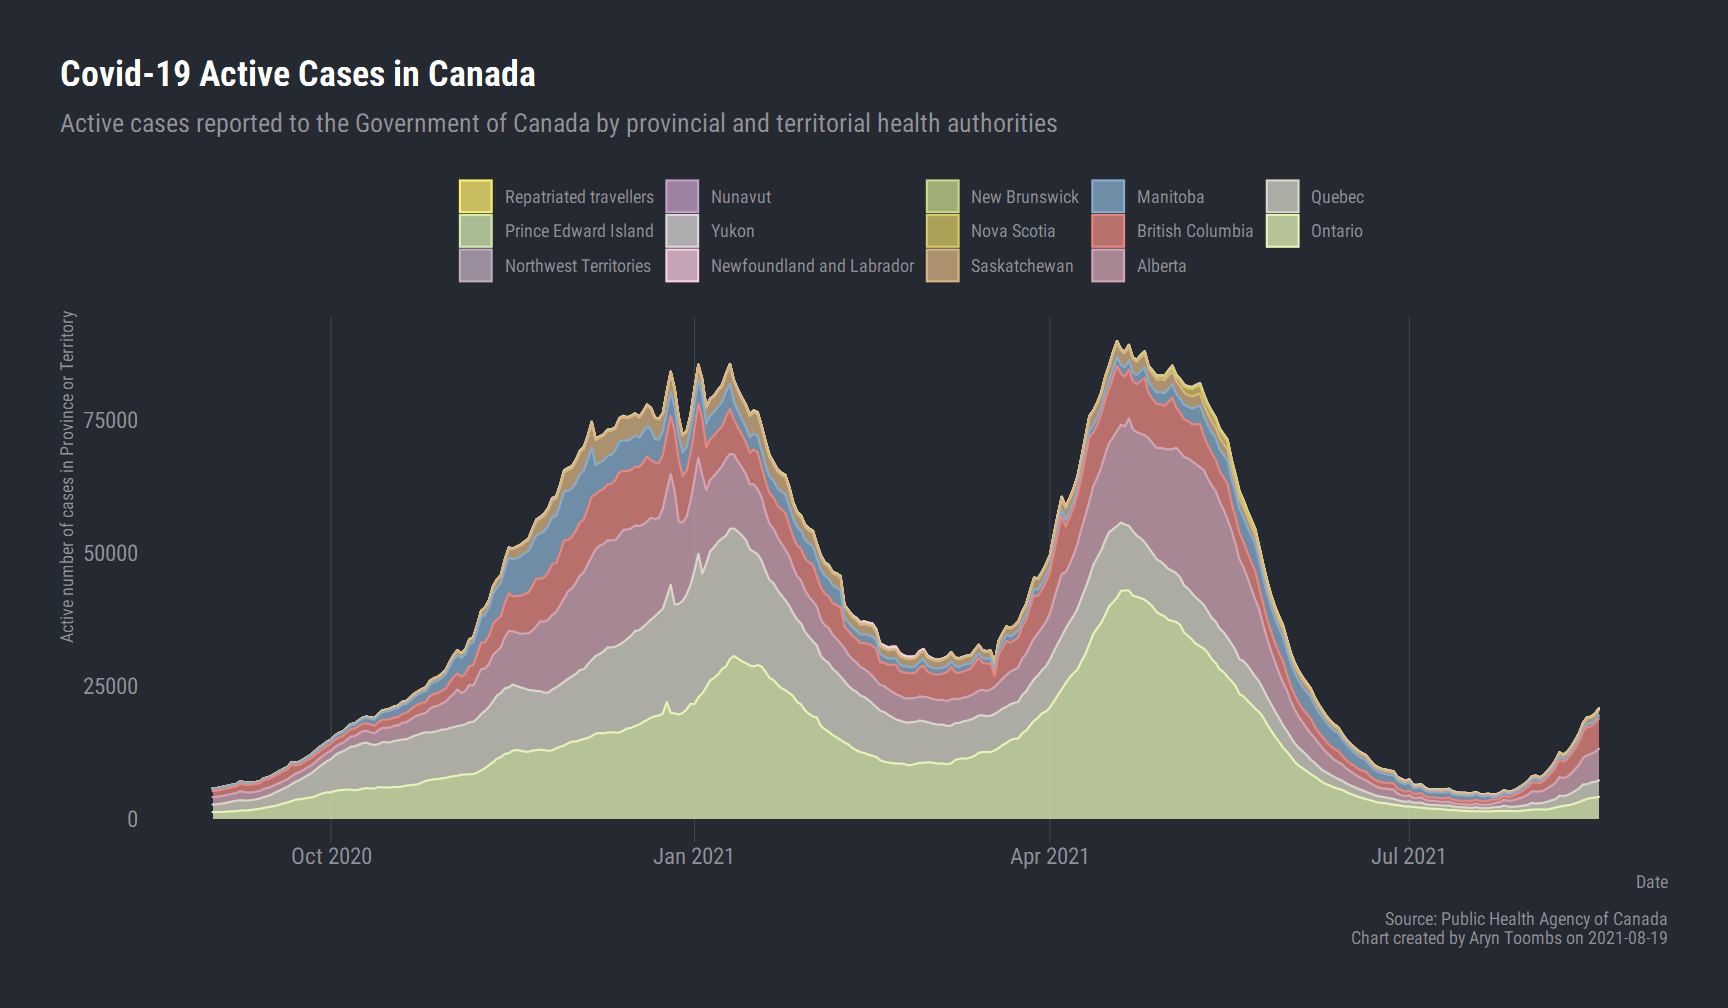 Covid-19 Active Cases in Canada
Active cases reported to the Government of Canada by provincial and territorial health authorities
Repatriated travellers
Nunavut
New Brunswick
Manitoba
Quebec
Prince Edward Island
Yukon
Nova Scotia
British Columbia
Ontario
Northwest Territories
Newfoundland and Labrador
Saskatchewan
Alberta
Active number of cases in Province or Territory
75000
50000
25000
0
Oct 2020
Jan 2021
Apr 2021
Jul 2021
Date
Source: Public Health Agency of Canada
Chart created by Aryn Toombs on 2021-08-19